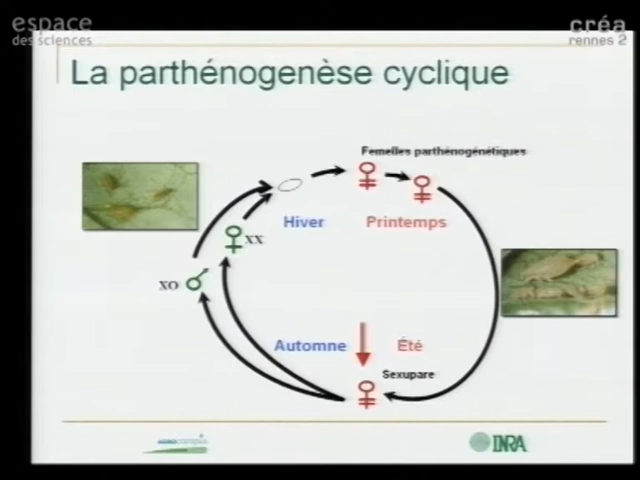 espace
des sciences
créa
rennes 2
La parthénogenèse cyclique
Femelles parthénogénétiques
Hiver
Printemps
xx
xo
Automne
Été
Sexupare
INRA